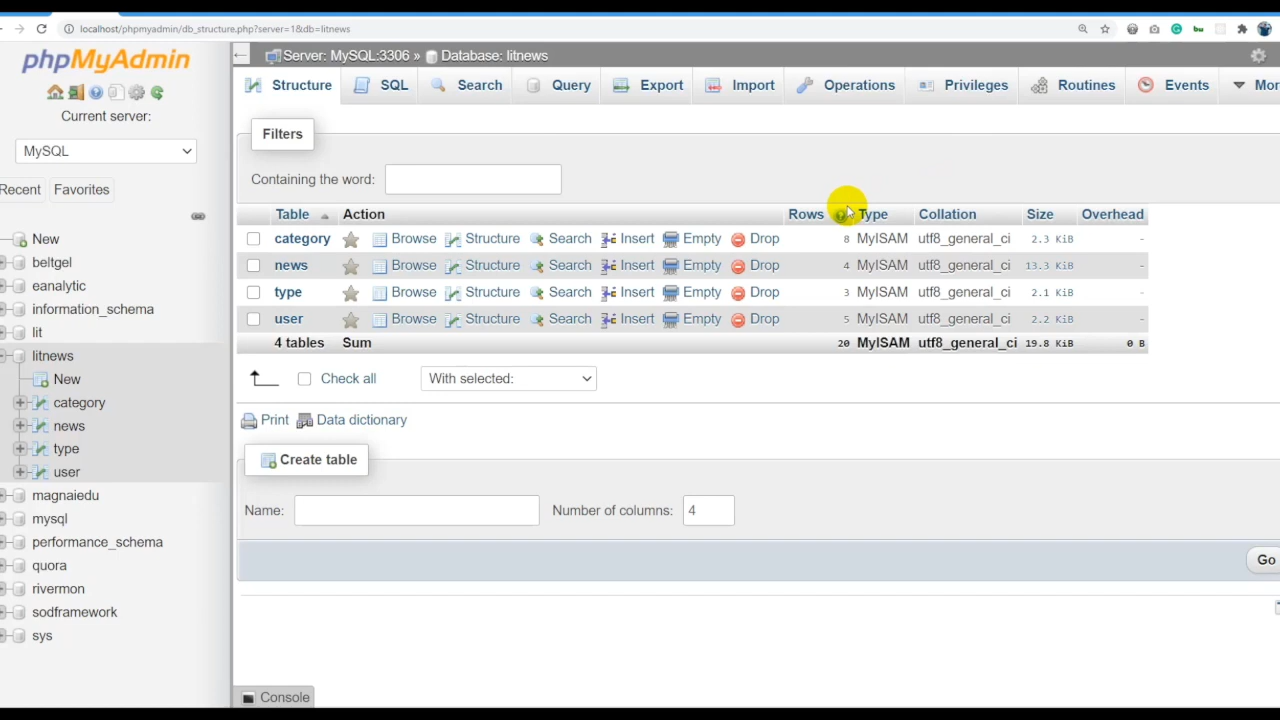 localhost/phpmyadmin/db_structure.php?server=1&db=litnews
phpMyAdmin
Current server:
MySQL
Recent Favorites
New
beltgel
eanalytic
information_schema
lit
litnews
New
category
news
type
user
magnaiedu
mysql
performance_schema
quora
rivermon
sodframework
sys
Server: MySQL:3306 » Database: litnews
Structure SQL Search Query Export Import Operations Privileges Routines Events Mor
Filters
Containing the word:
Table Action Rows Type Collation Size Overhead
category Browse Structure Search Insert Empty Drop 8 MyISAM utf8_general_ci 2.3 KiB -
news Browse Structure Search Insert Empty Drop 4 MyISAM utf8_general_ci 13.3 KiB -
type Browse Structure Search Insert Empty Drop 3 MyISAM utf8_general_ci 2.1 KiB -
user Browse Structure Search Insert Empty Drop 5 MyISAM utf8_general_ci 2.2 KiB -
4 tables Sum 20 MyISAM utf8_general_ci 19.8 KiB 0 B
Check all With selected:
Print Data dictionary
Create table
Name: Number of columns: 4
Go
Console